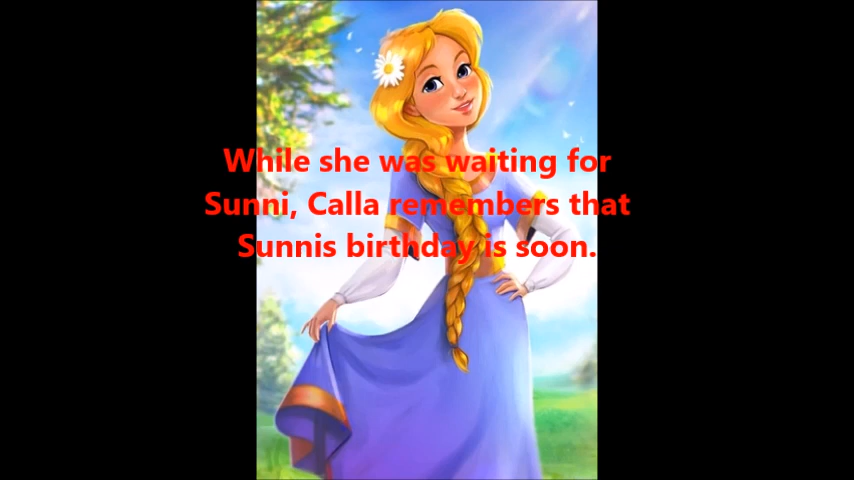 While she was waiting for
Sunni, Calla remembers that
Sunnis birthday is soon.